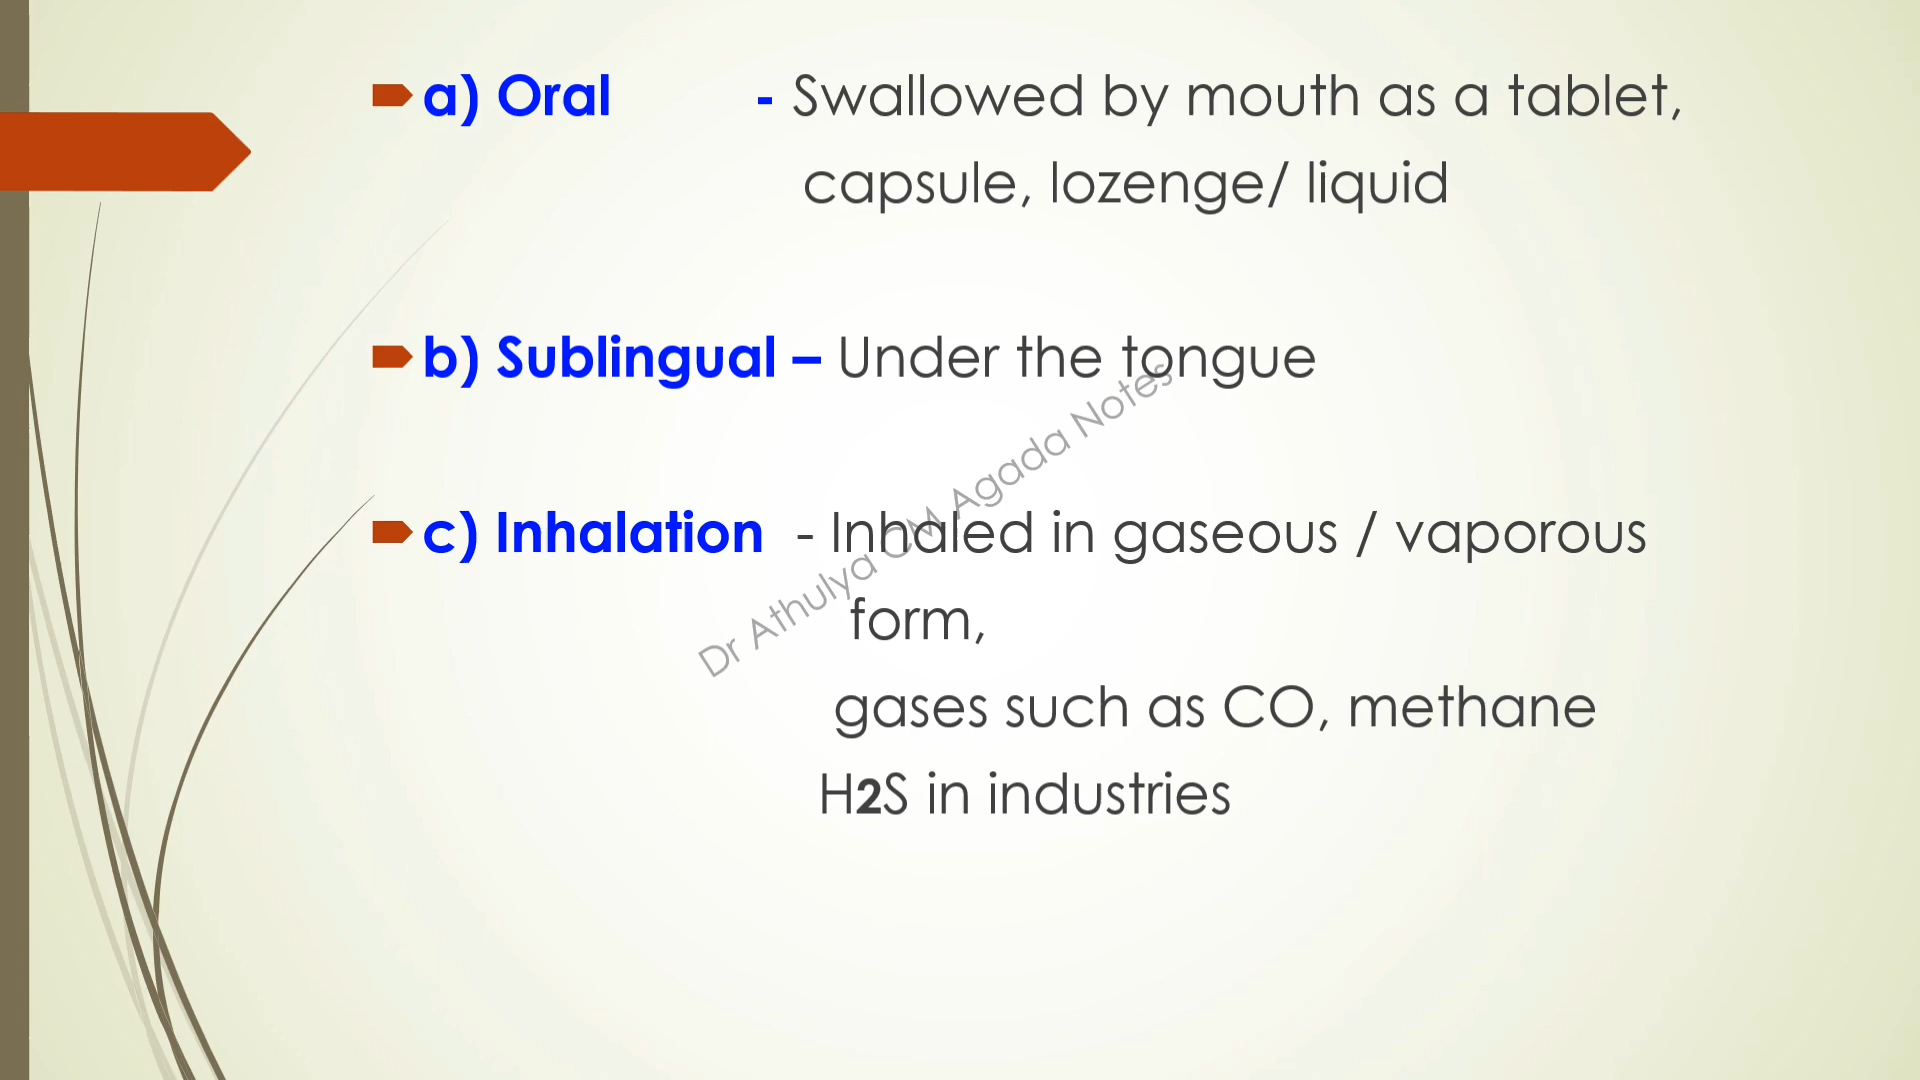 a) Oral - Swallowed by mouth as a tablet,
capsule, lozenge/ liquid
b) Sublingual – Under the tongue
c) Inhalation - Inhaled in gaseous / vaporous
form,
gases such as CO, methane
H2S in industries
Dr Athulya CM Agada Notes